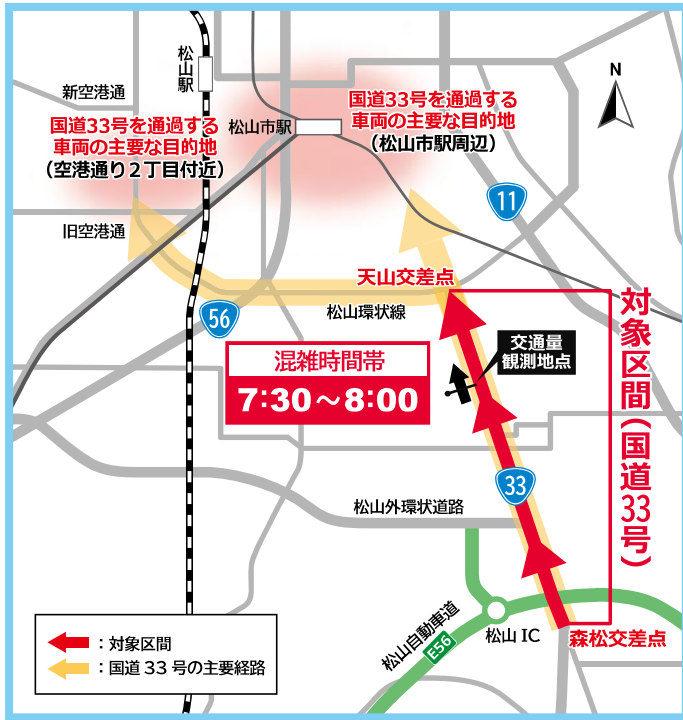 松山駅
新空港通
国道33号を通過する
車両の主要な目的地
（空港通り２丁目付近）
松山市駅
国道33号を通過する
車両の主要な目的地
（松山市駅周辺）
N
11
旧空港通
天山交差点
56
松山環状線
対象区間（国道33号）
交通量
観測地点
混雑時間帯
7:30～8:00
33
松山外環状道路
松山自動車道
E56
松山 IC
森松交差点
：対象区間
：国道 33 号の主要経路